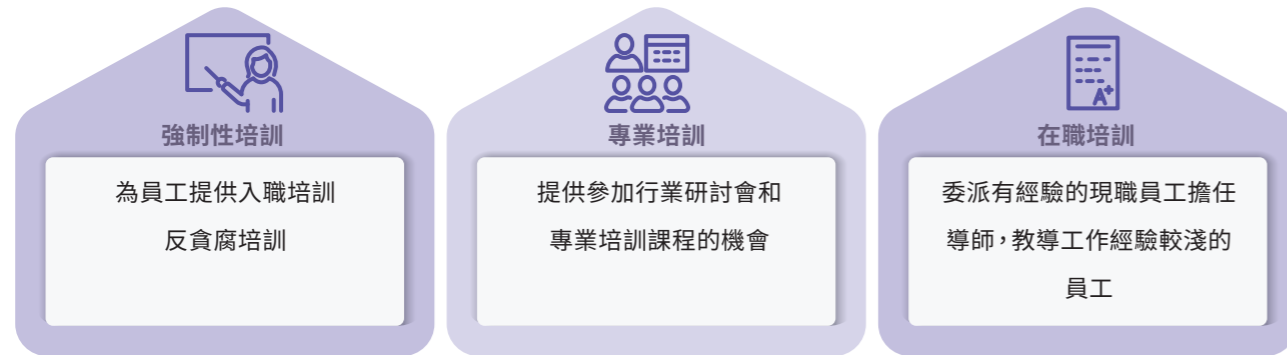 強制性培訓
為員工提供入職培訓
反貪腐培訓
專業培訓
提供參加行業研討會和
專業培訓課程的機會
A+
在職培訓
委派有經驗的現職員工擔任
導師，教導工作經驗較淺的
員工